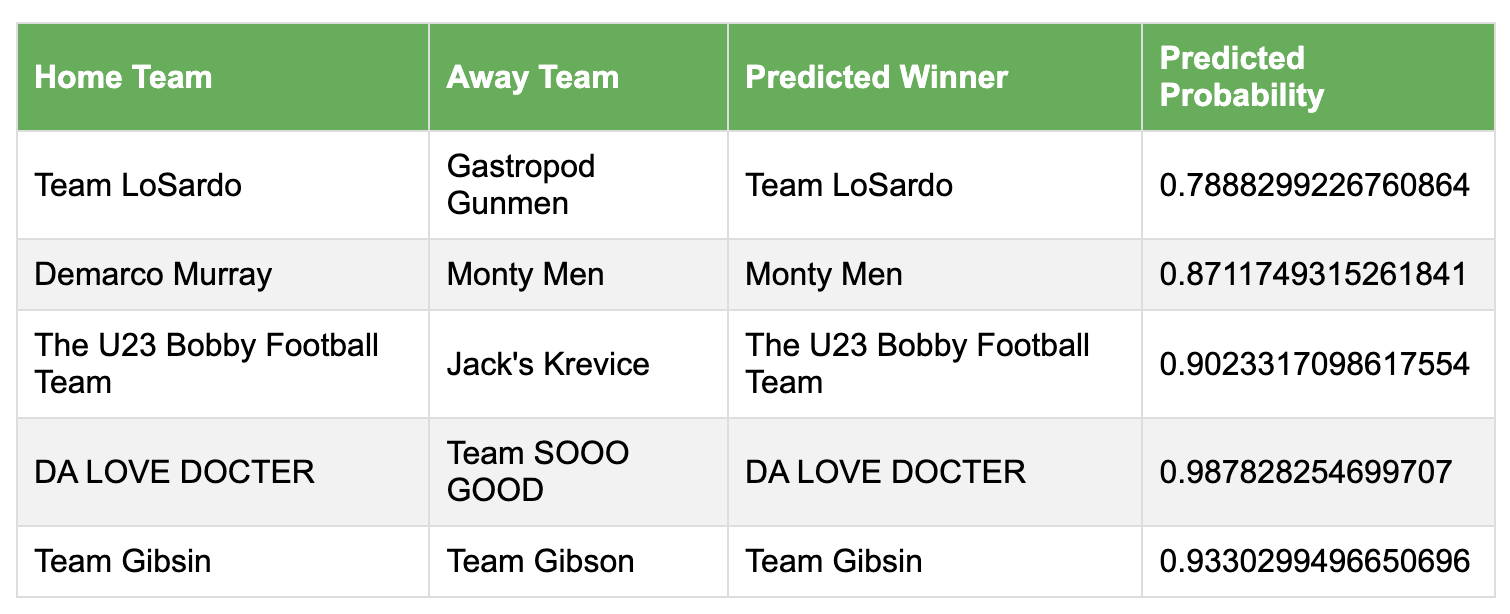 Home Team Away Team Predicted Winner Predicted
Probability
Team LoSardo Gastropod
Gunmen Team LoSardo 0.7888299226760864
Demarco Murray Monty Men Monty Men 0.8711749315261841
The U23 Bobby Football
Team Jack's Krevice The U23 Bobby Football
Team 0.9023317098617554
DA LOVE DOCTER Team SOOO
GOOD DA LOVE DOCTER 0.987828254699707
Team Gibsin Team Gibson Team Gibsin 0.9330299496650696